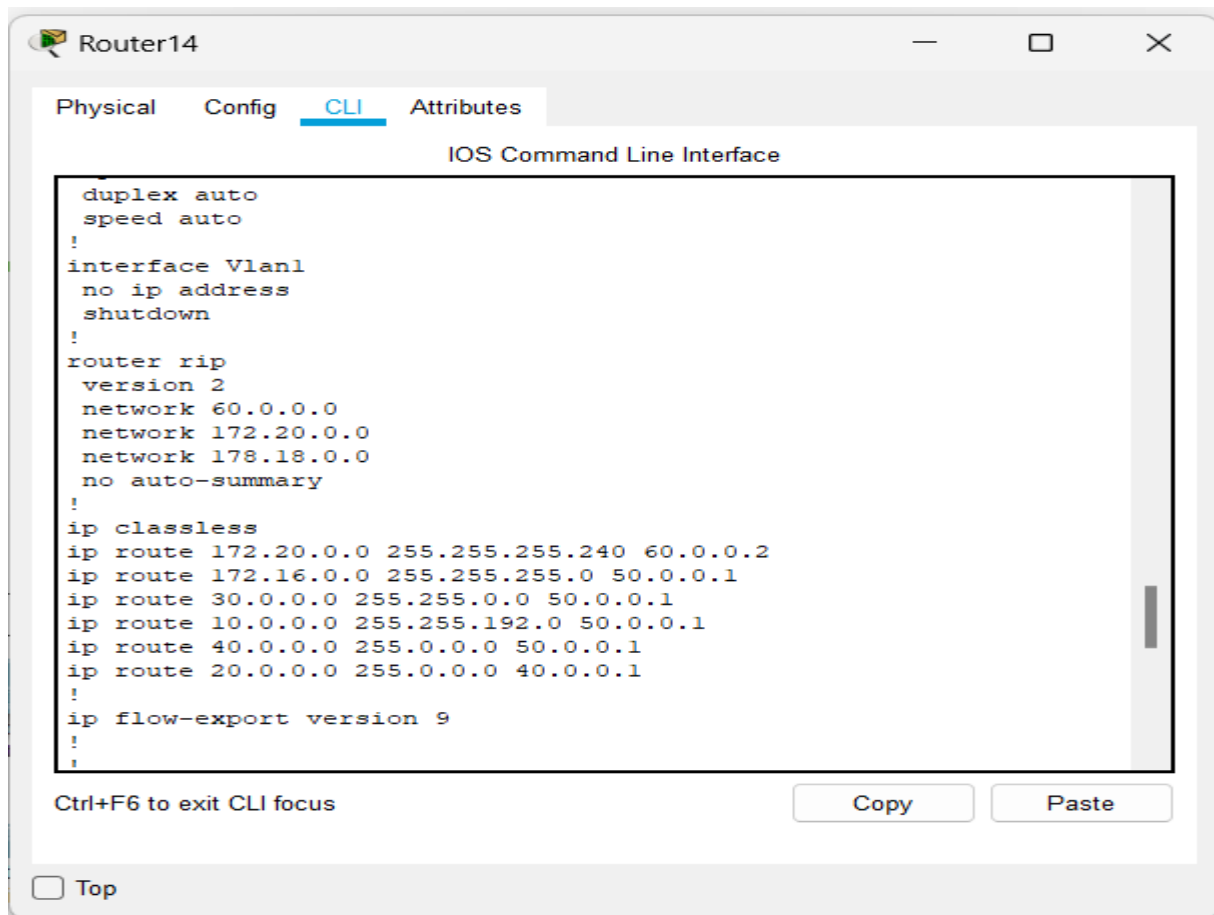 Router14
Physical Config CLI Attributes
IOS Command Line Interface
duplex auto
speed auto
!
interface Vlan1
no ip address
shutdown
!
router rip
version 2
network 60.0.0.0
network 172.20.0.0
network 178.18.0.0
no auto-summary
!
ip classless
ip route 172.20.0.0 255.255.255.240 60.0.0.2
ip route 172.16.0.0 255.255.255.0 50.0.0.1
ip route 30.0.0.0 255.255.0.0 50.0.0.1
ip route 10.0.0.0 255.255.192.0 50.0.0.1
ip route 40.0.0.0 255.0.0.0 50.0.0.1
ip route 20.0.0.0 255.0.0.0 40.0.0.1
!
ip flow-export version 9
!
!
Ctrl+F6 to exit CLI focus Copy Paste
Top